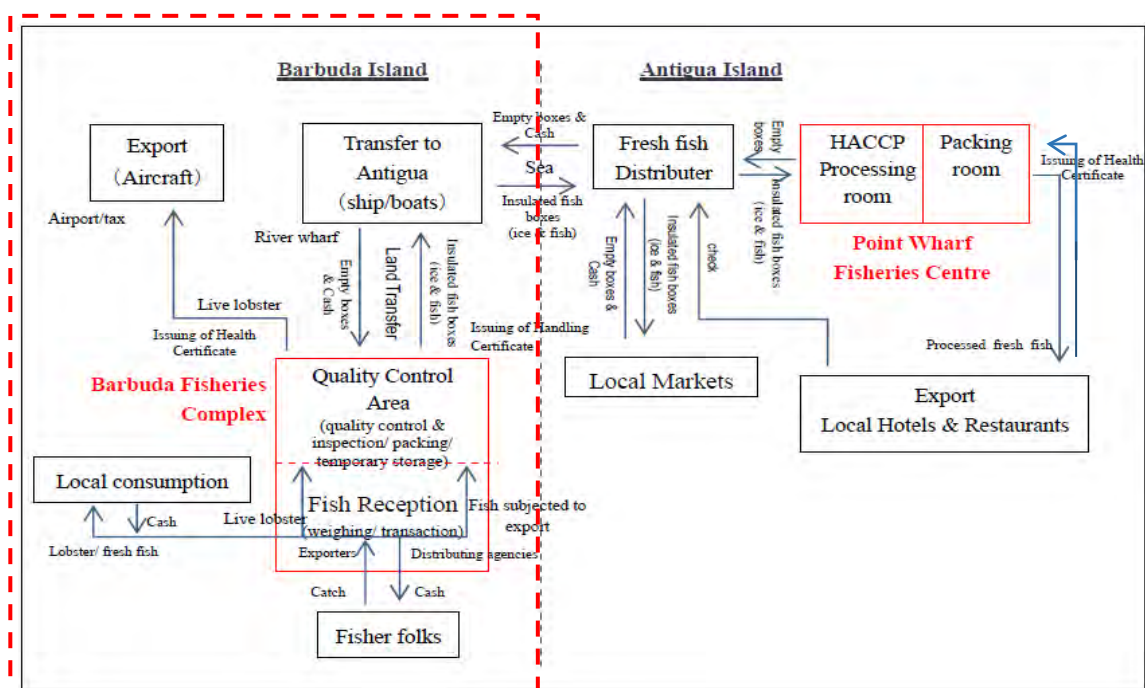 Barbuda Island
Antigua Island
Export
(Aircraft)
Transfer to
Antigua
(ship/boats)
Empty boxes &
Cash
Sea
Insulated fish
boxes
(ice & fish)
Fresh fish
Distributer
Empty
boxes
Insulated fish boxes
(ice & fish)
HACCP
Processing
room
Packing
room
Issuing of Health
Certificate
Point Wharf
Fisheries Centre
Airport/tax
River wharf
Empty boxes
& Cash
Land Transfer
Insulated fish boxes
(ice & fish)
Empty boxes &
Cash
Insulated fish boxes
(ice & fish)
check
Live lobster
Issuing of Health
Certificate
Issuing of Handling
Certificate
Processed fresh fish
Local Markets
Export
Local Hotels & Restaurants
Barbuda Fisheries
Complex
Quality Control
Area
(quality control &
inspection/ packing/
temporary storage)
Local consumption
Cash
Lobster/ fresh fish
Live lobster
Fish Reception
(weighing/ transaction)
Fish subjected to
export
Exporters
Distributing agencies
Catch
Cash
Fisher folks